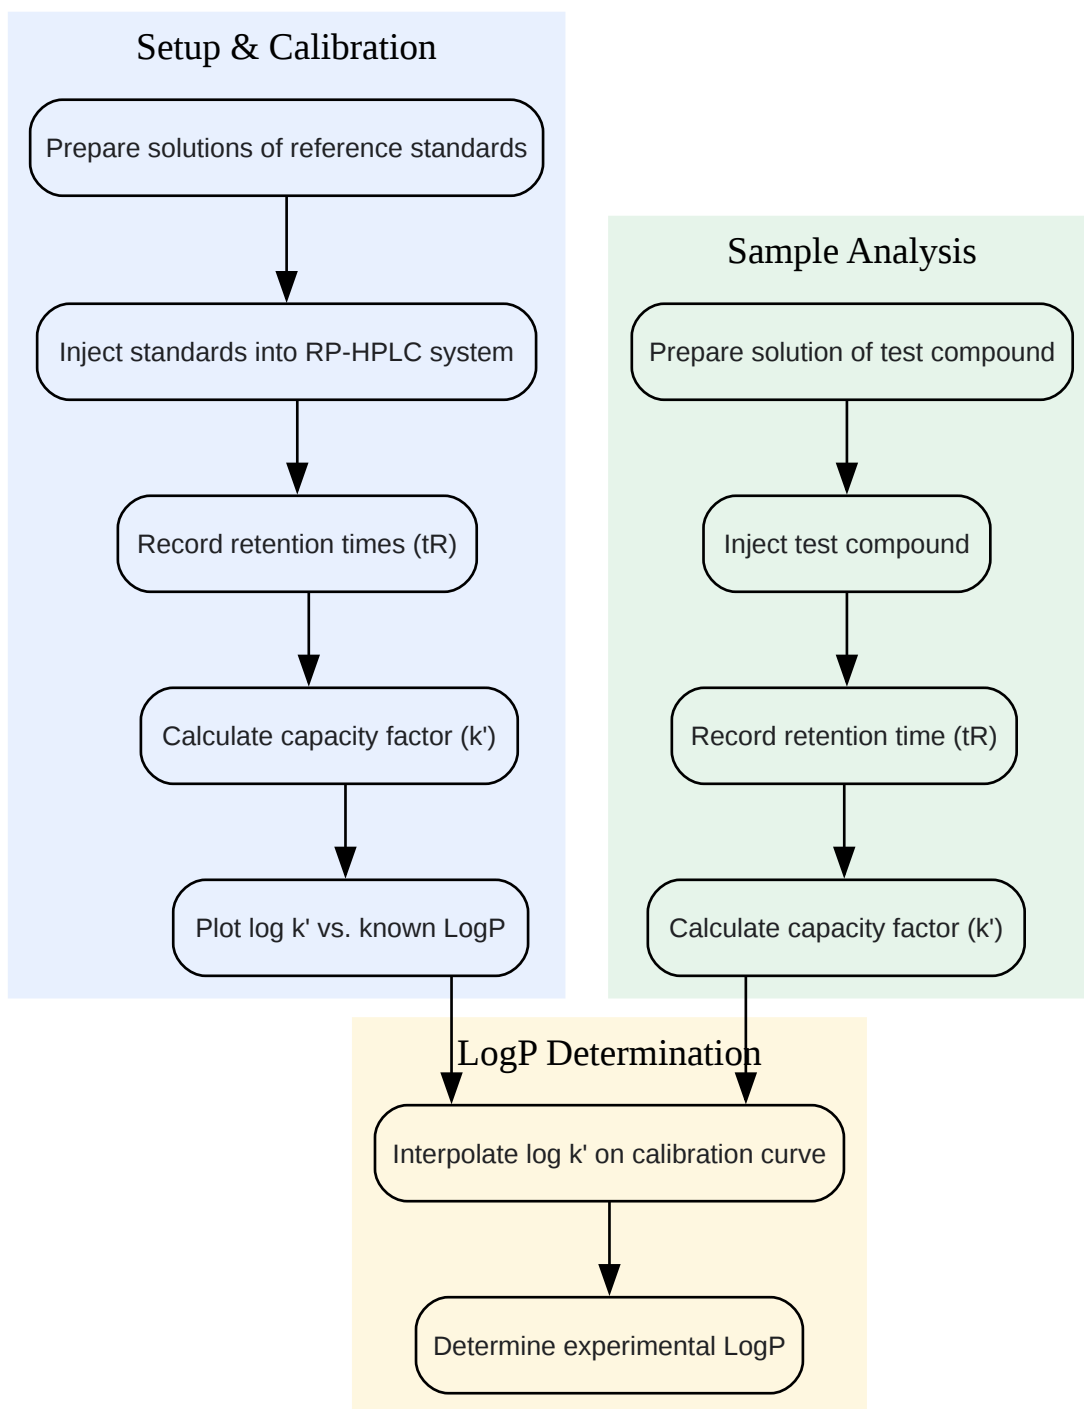 Setup & Calibration
Prepare solutions of reference standards
Inject standards into RP-HPLC system
Record retention times (tR)
Calculate capacity factor (k')
Plot log k' vs. known LogP
Sample Analysis
Prepare solution of test compound
Inject test compound
Record retention time (tR)
Calculate capacity factor (k')
LogP Determination
Interpolate log k' on calibration curve
Determine experimental LogP